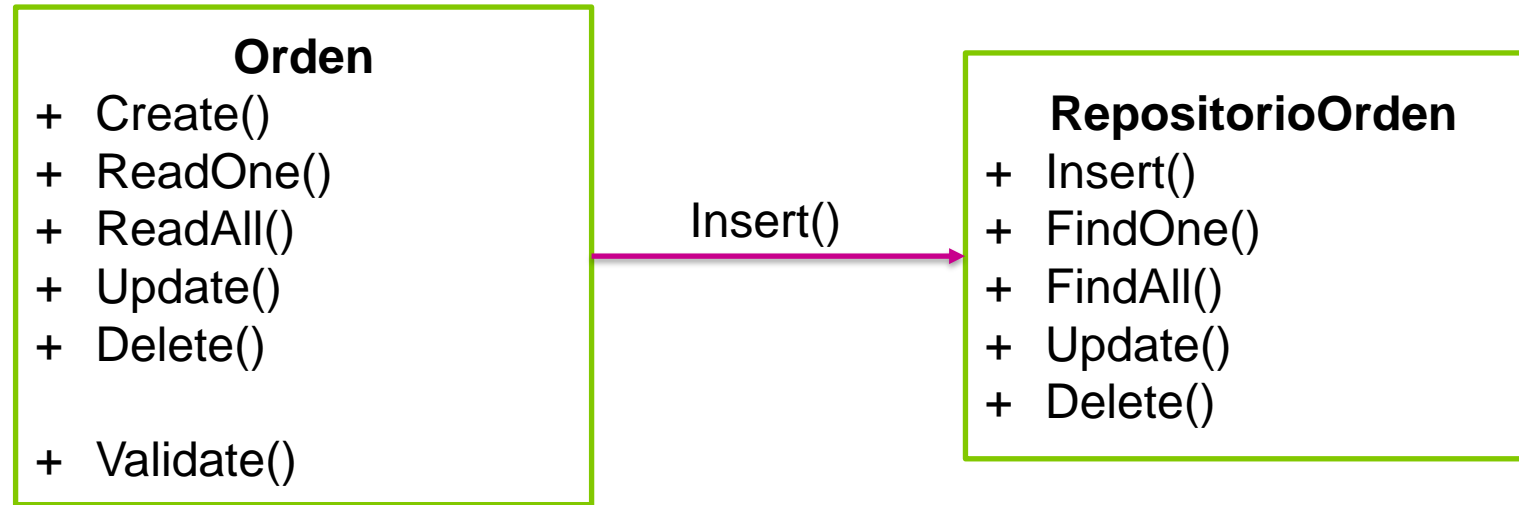 Orden
+ Create()
+ ReadOne()
+ ReadAll()
+ Update()
+ Delete()
+ Validate()
Insert()
RepositorioOrden
+ Insert()
+ FindOne()
+ FindAll()
+ Update()
+ Delete()